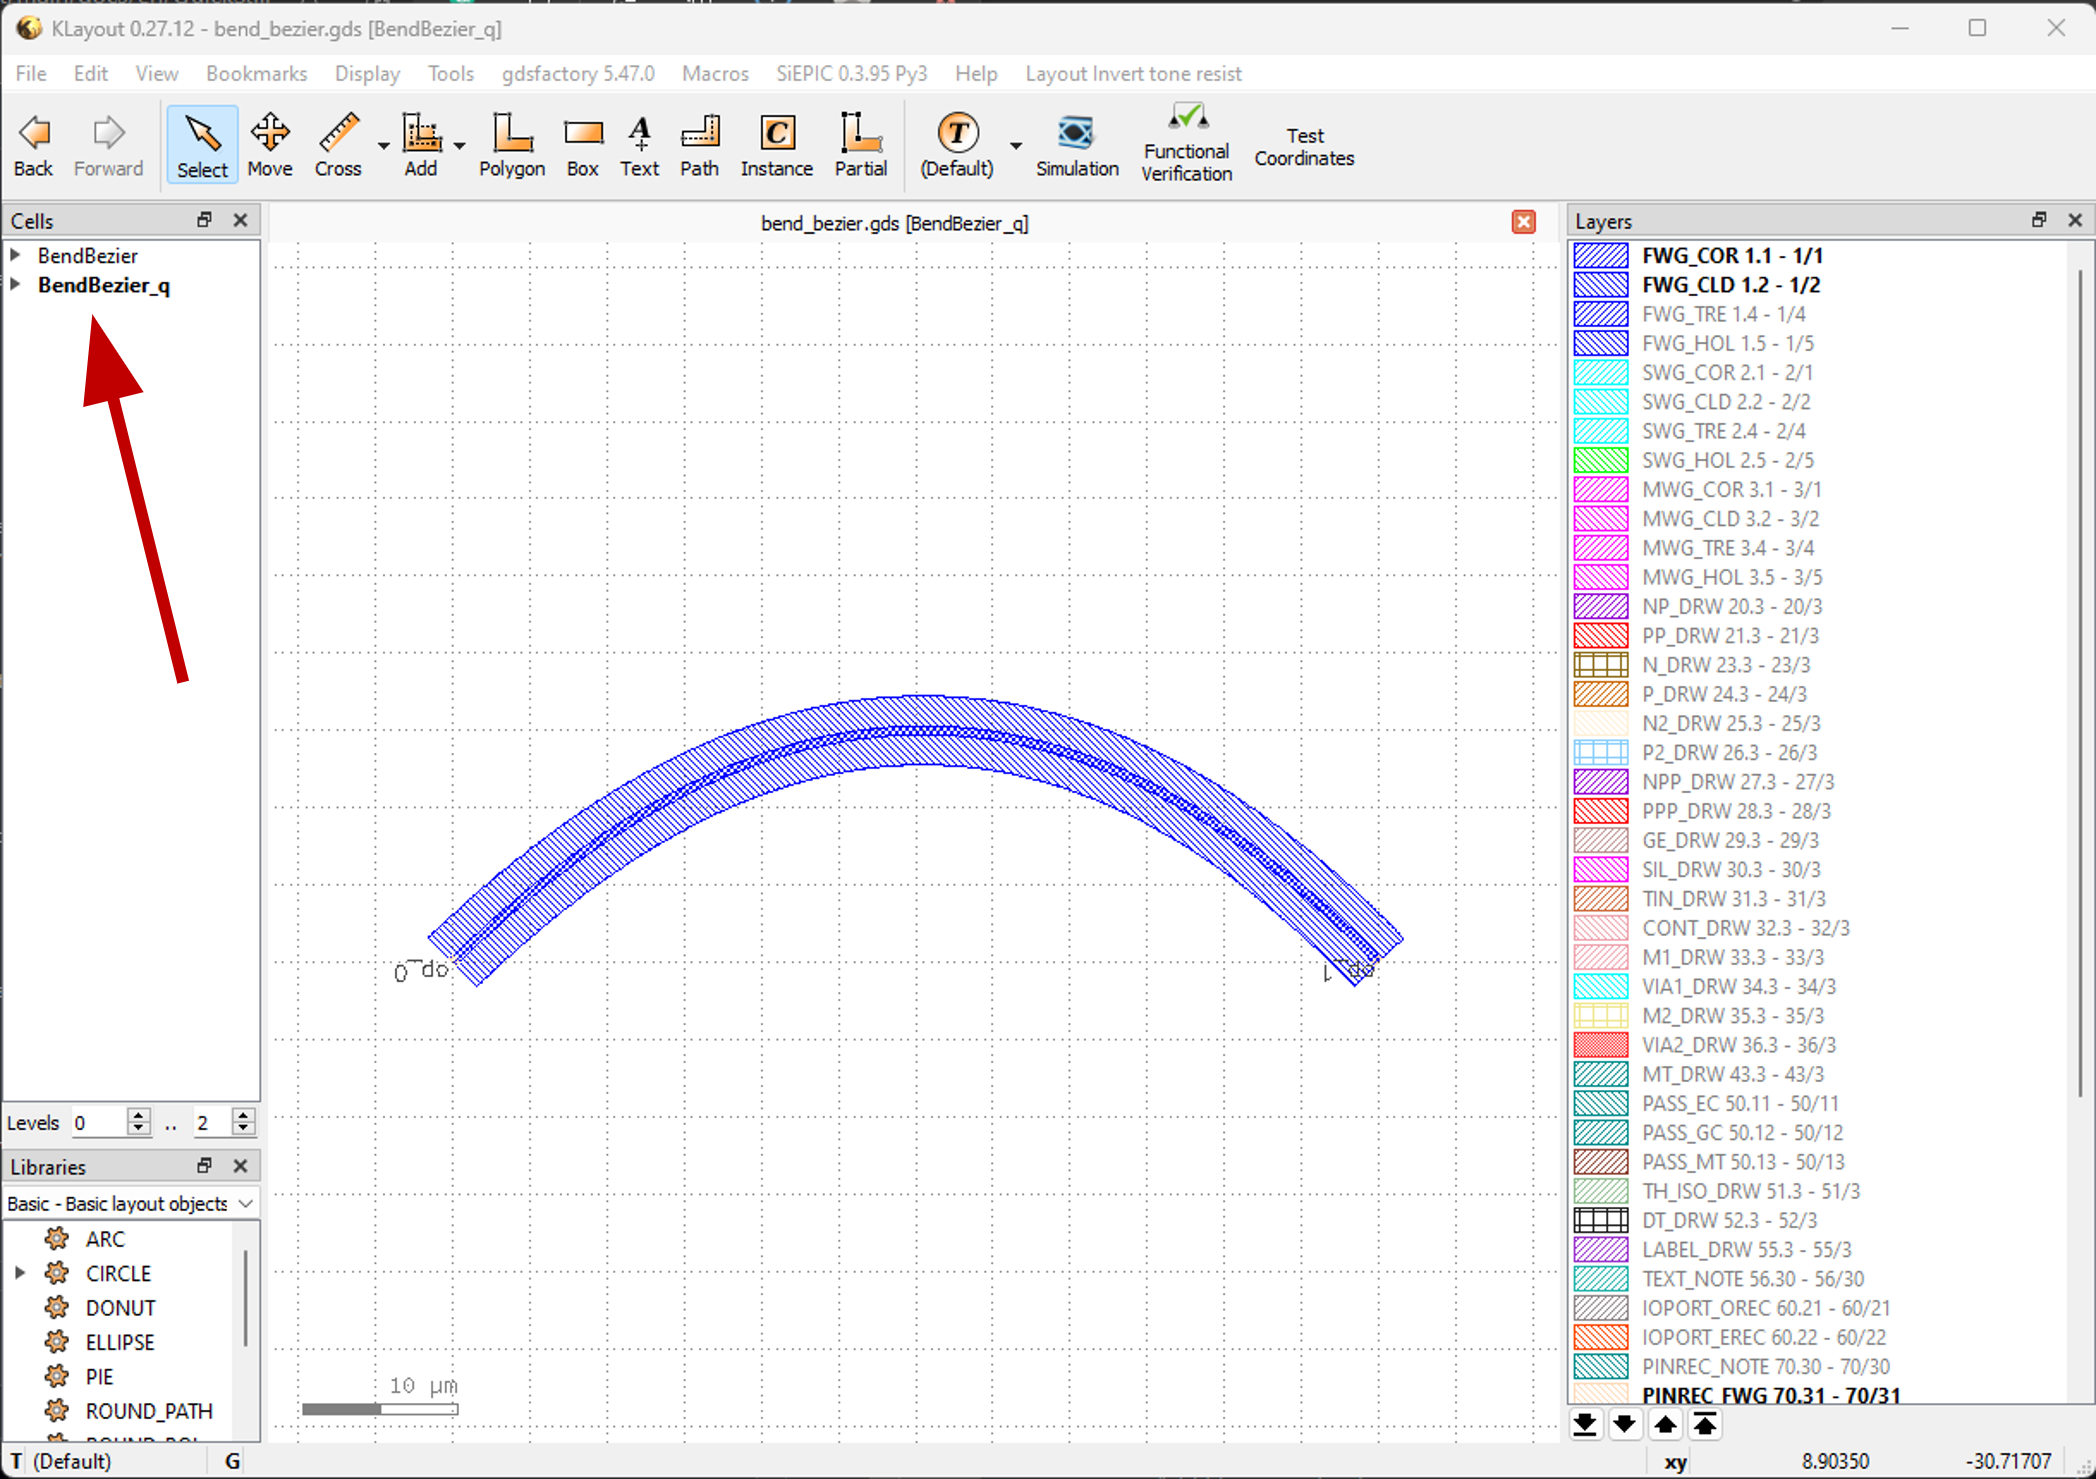 KLayout 0.27.12 - bend_bezier.gds [BendBezier_q]
File Edit View Bookmarks Display Tools gdsfactory 5.47.0 Macros SiEPIC 0.3.95 Py3 Help Layout Invert tone resist
Back Forward Select Move Cross Add Polygon Box Text Path Instance Partial (Default) Simulation Functional Verification Test Coordinates
Cells
BendBezier
BendBezier_q
Levels 0 .. 2
Libraries
Basic - Basic layout objects
ARC
CIRCLE
DONUT
ELLIPSE
PIE
ROUND_PATH
bend_bezier.gds [BendBezier_q]
op_0
op_1
10 µm
Layers
FWG_COR 1.1 - 1/1
FWG_CLD 1.2 - 1/2
FWG_TRE 1.4 - 1/4
FWG_HOL 1.5 - 1/5
SWG_COR 2.1 - 2/1
SWG_CLD 2.2 - 2/2
SWG_TRE 2.4 - 2/4
SWG_HOL 2.5 - 2/5
MWG_COR 3.1 - 3/1
MWG_CLD 3.2 - 3/2
MWG_TRE 3.4 - 3/4
MWG_HOL 3.5 - 3/5
NP_DRW 20.3 - 20/3
PP_DRW 21.3 - 21/3
N_DRW 23.3 - 23/3
P_DRW 24.3 - 24/3
N2_DRW 25.3 - 25/3
P2_DRW 26.3 - 26/3
NPP_DRW 27.3 - 27/3
PPP_DRW 28.3 - 28/3
GE_DRW 29.3 - 29/3
SIL_DRW 30.3 - 30/3
TIN_DRW 31.3 - 31/3
CONT_DRW 32.3 - 32/3
M1_DRW 33.3 - 33/3
VIA1_DRW 34.3 - 34/3
M2_DRW 35.3 - 35/3
VIA2_DRW 36.3 - 36/3
MT_DRW 43.3 - 43/3
PASS_EC 50.11 - 50/11
PASS_GC 50.12 - 50/12
PASS_MT 50.13 - 50/13
TH_ISO_DRW 51.3 - 51/3
DT_DRW 52.3 - 52/3
LABEL_DRW 55.3 - 55/3
TEXT_NOTE 56.30 - 56/30
IOPORT_OREC 60.21 - 60/21
IOPORT_EREC 60.22 - 60/22
PINREC_NOTE 70.30 - 70/30
PINREC_FWG 70.31 - 70/31
T (Default) G xy 8.90350 -30.71707